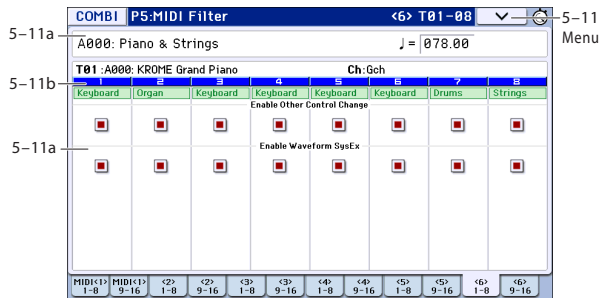 COMBI P5:MIDI Filter <6> T01-08
5–11
Menu
5–11a
A000: Piano & Strings ♩= 078.00
T01 :A000: KROME Grand Piano Ch:Gch
5–11b
1 2 3 4 5 6 7 8
Keyboard Organ Keyboard Keyboard Keyboard Keyboard Drums Strings
Enable Other Control Change
5–11a
Enable Waveform SysEx
MIDI<1> 1-8 MIDI<1> 9-16 <2> 1-8 <2> 9-16 <3> 1-8 <3> 9-16 <4> 1-8 <4> 9-16 <5> 1-8 <5> 9-16 <6> 1-8 <6> 9-16